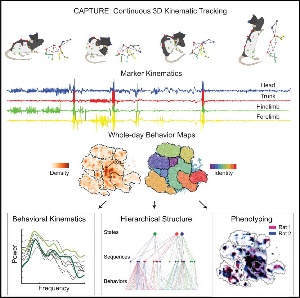 CAPTURE: Continuous 3D Kinematic Tracking
Marker Kinematics
Head
Trunk
Hindlimb
Forelimb
Whole-day Behavior Maps
Density
Identity
Behavioral Kinematics
Power
Frequency
Hierarchical Structure
States
Sequences
Behaviors
Phenotyping
Rat 1
Rat 2